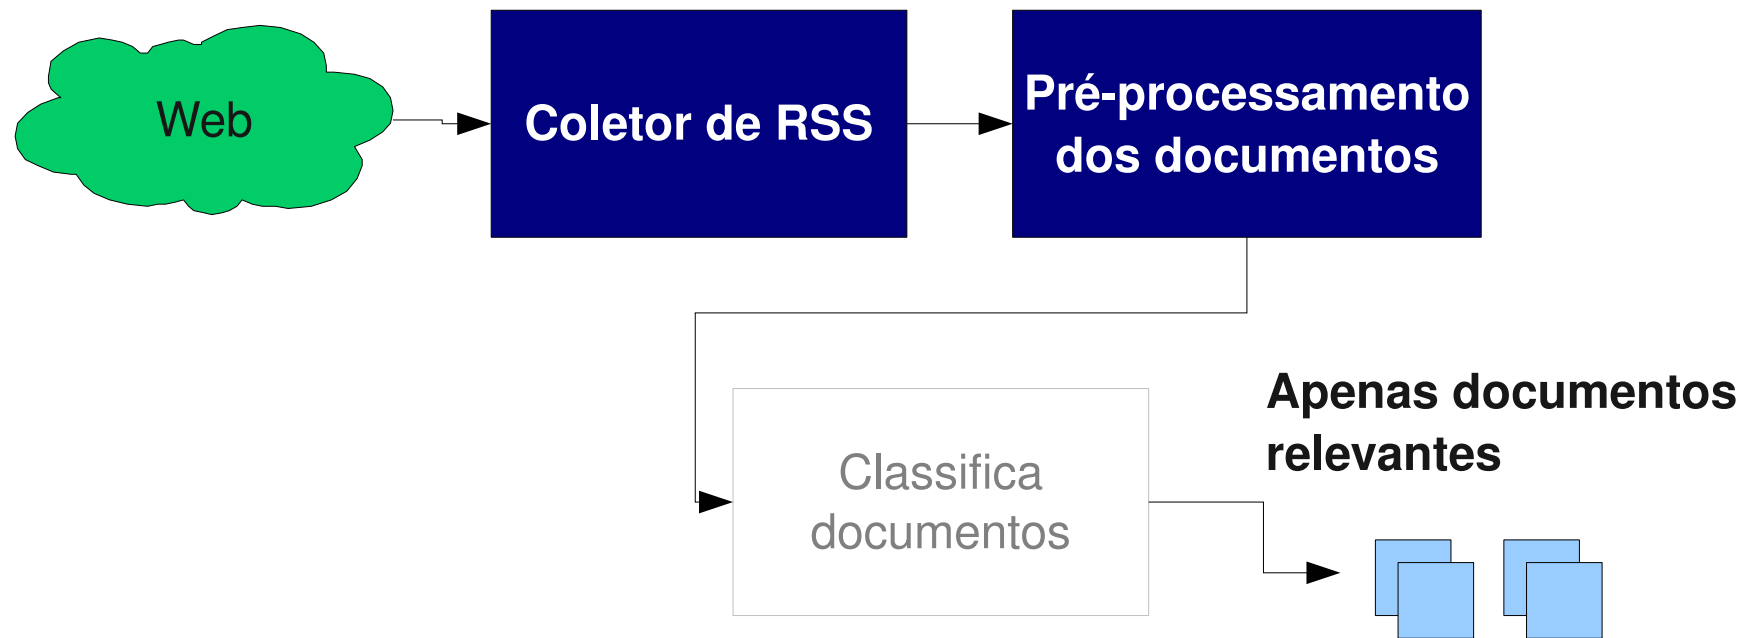 Web
Coletor de RSS
Pré-processamento
dos documentos
Classifica
documentos
Apenas documentos
relevantes